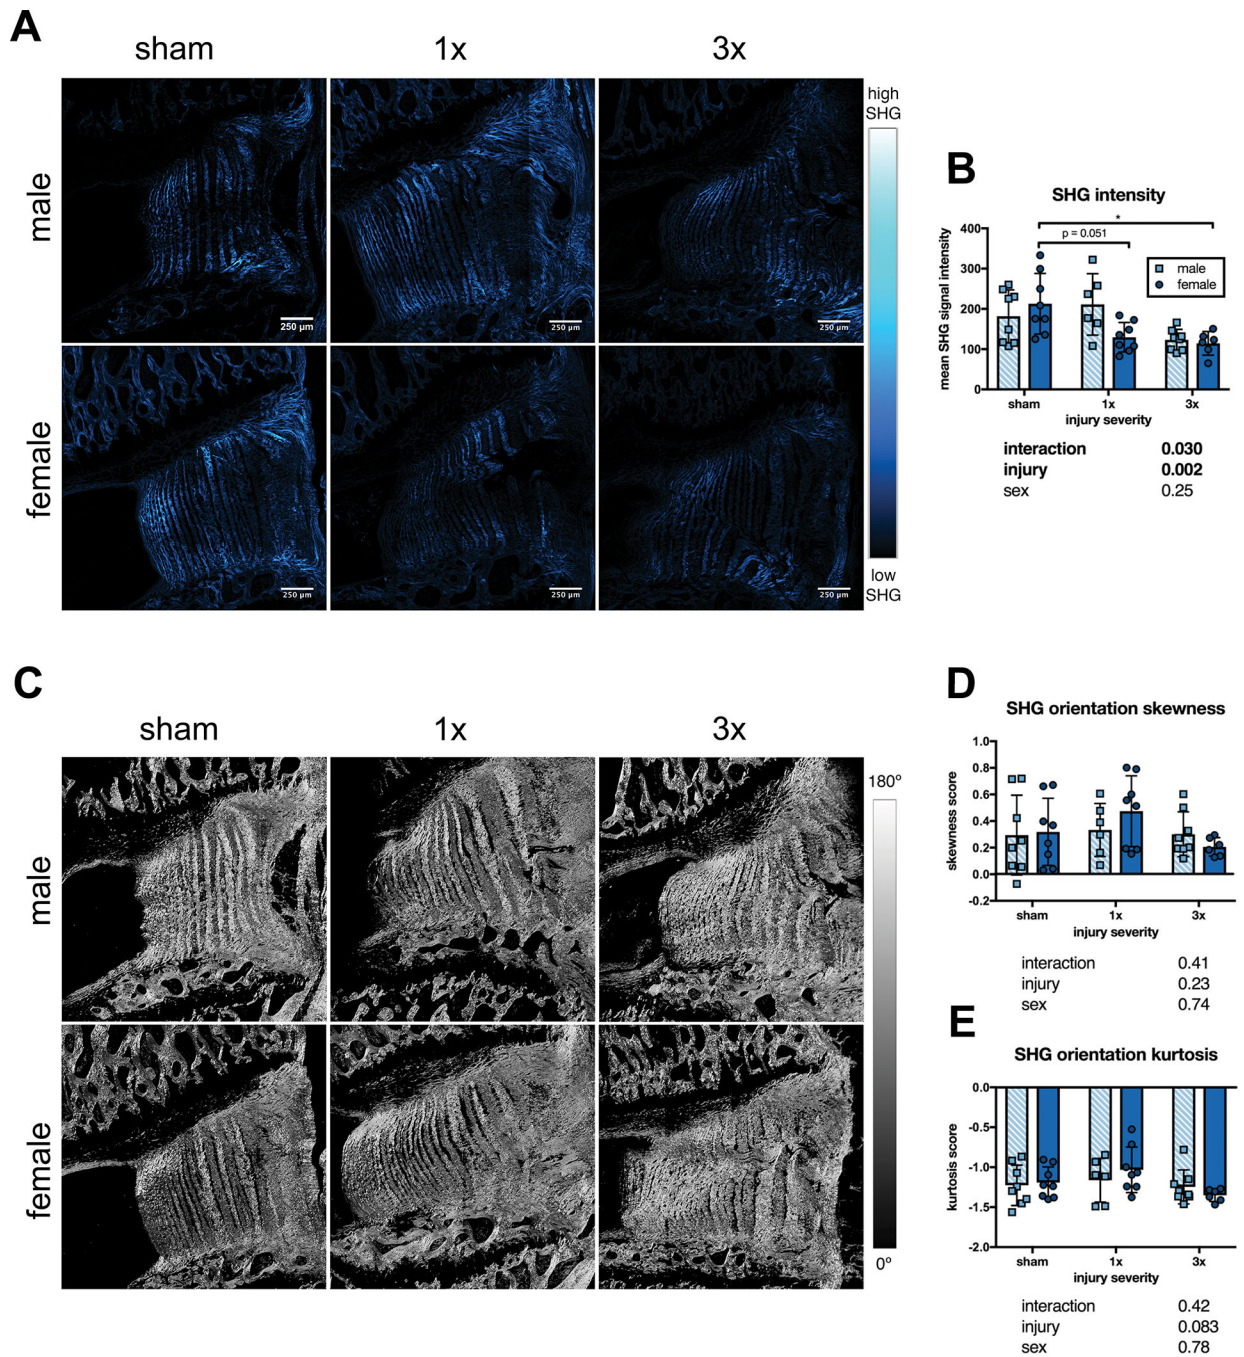 A
sham
1x
3x
male
female
250 µm
250 µm
250 µm
250 µm
250 µm
250 µm
high
SHG
low
SHG
B
SHG intensity
mean SHG signal intensity
400
300
200
100
0
*
p = 0.051
male
female
sham
1x
3x
injury severity
interaction 0.030
injury 0.002
sex 0.25
C
sham
1x
3x
male
female
180º
0º
D
SHG orientation skewness
skewness score
1.0
0.8
0.6
0.4
0.2
0.0
-0.2
sham
1x
3x
injury severity
interaction 0.41
injury 0.23
sex 0.74
E
SHG orientation kurtosis
kurtosis score
0.0
-0.5
-1.0
-1.5
-2.0
sham
1x
3x
injury severity
interaction 0.42
injury 0.083
sex 0.78